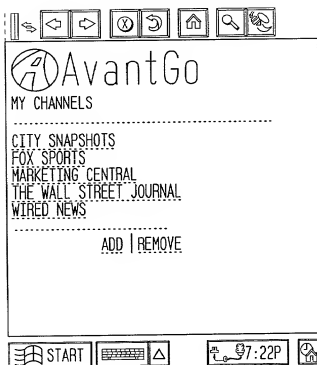 AvantGo
MY CHANNELS
CITY SNAPSHOTS
FOX SPORTS
MARKETING CENTRAL
THE WALL STREET JOURNAL
WIRED NEWS
ADD | REMOVE
START
7:22P